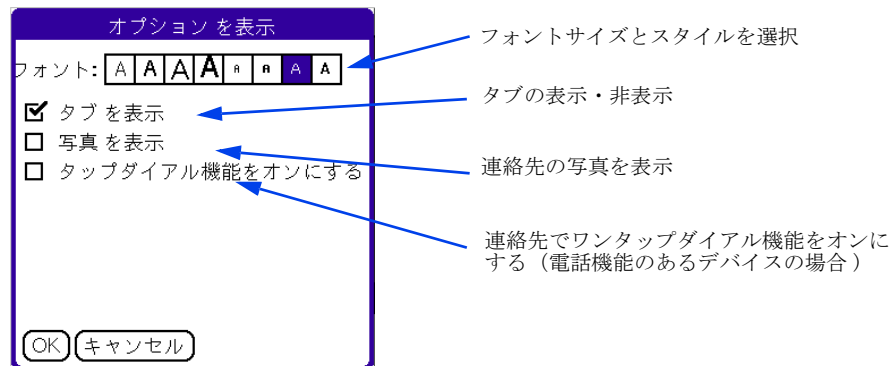 オプション を表示
フォント: A A A A A A A A
フォントサイズとスタイルを選択
タブ を表示
タブの表示・非表示
写真 を表示
連絡先の写真を表示
タップダイアル機能をオンにする
連絡先でワンタップダイアル機能をオンに
する（電話機能のあるデバイスの場合）
OK キャンセル